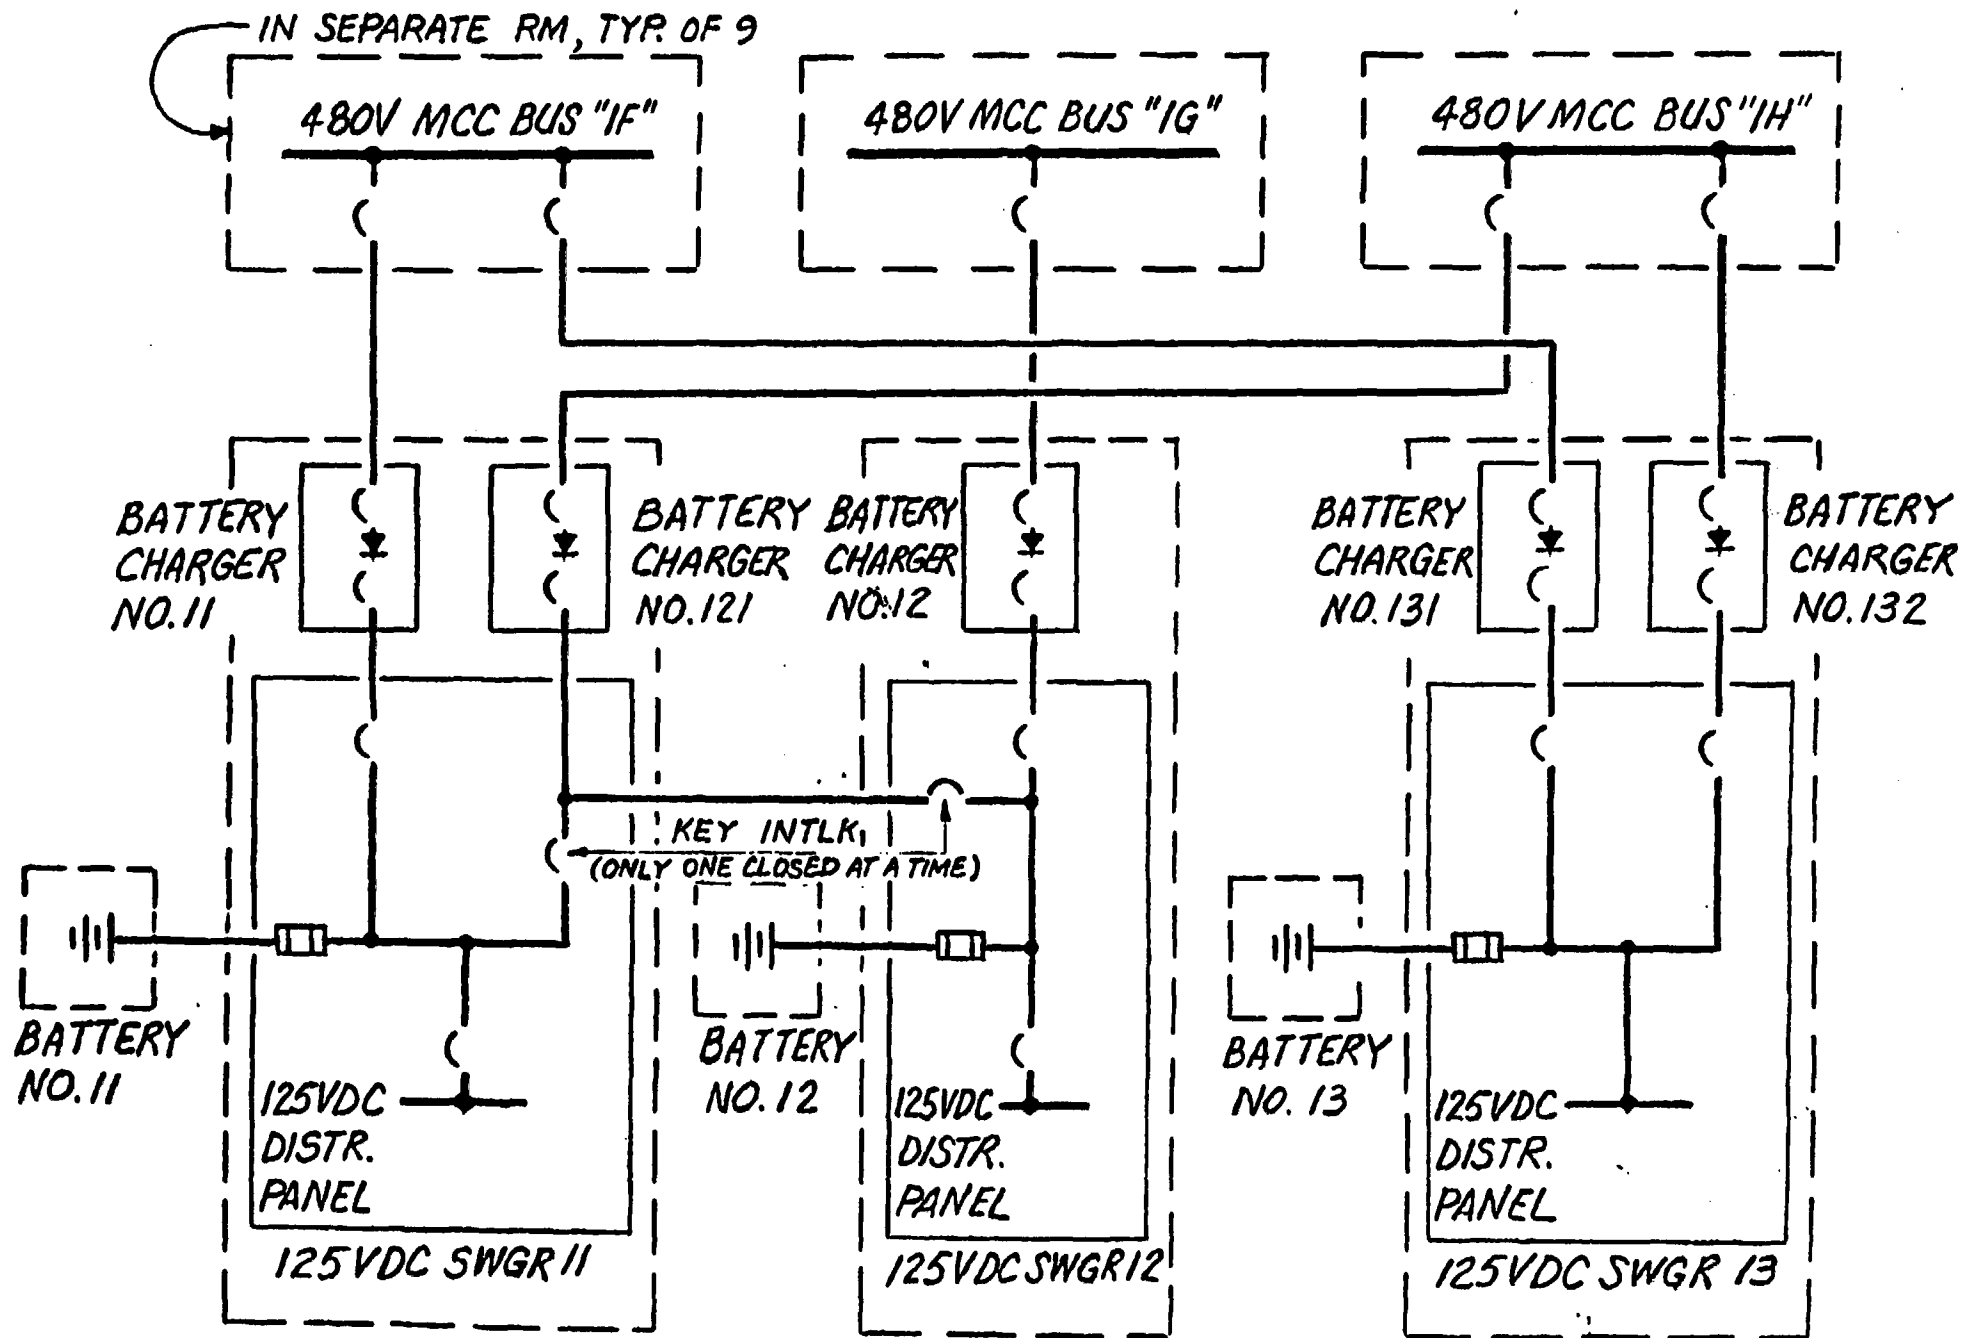 IN SEPARATE RM, TYP. OF 9
480V MCC BUS "1F"
480V MCC BUS "1G"
480V MCC BUS "1H"
BATTERY
CHARGER
NO. 11
BATTERY
CHARGER
NO. 121
BATTERY
CHARGER
NO. 12
BATTERY
CHARGER
NO. 131
BATTERY
CHARGER
NO. 132
KEY INTLK
(ONLY ONE CLOSED AT A TIME)
BATTERY
NO. 11
BATTERY
NO. 12
BATTERY
NO. 13
125VDC
DISTR.
PANEL
125VDC
DISTR.
PANEL
125VDC
DISTR.
PANEL
125VDC SWGR 11
125VDC SWGR 12
125VDC SWGR 13